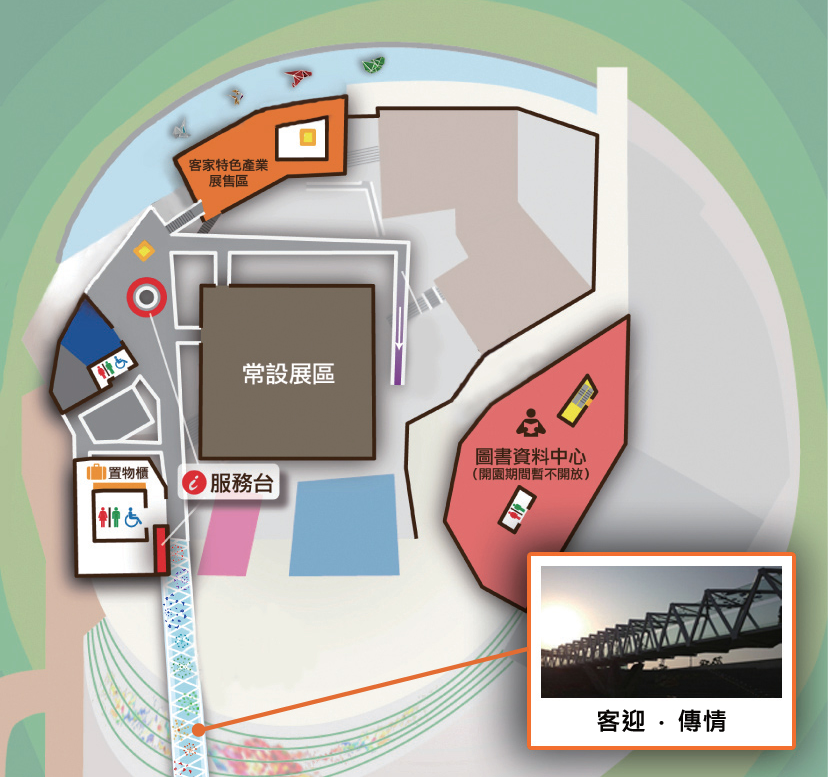 客家特色產業
展售區
常設展區
置物櫃
i 服務台
圖書資料中心
(開園期間暫不開放)
客迎 · 傳情